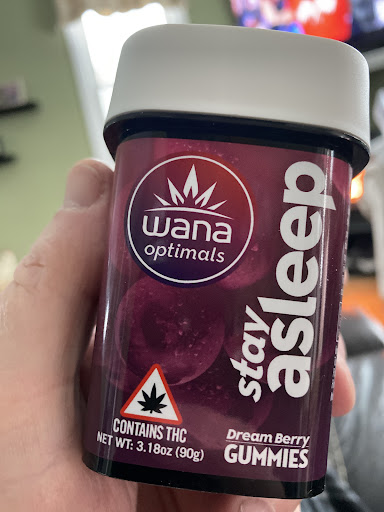 wana
optimals
stay
asleep
CONTAINS THC
NET WT: 3.18oz (90g)
Dream Berry
GUMMIES